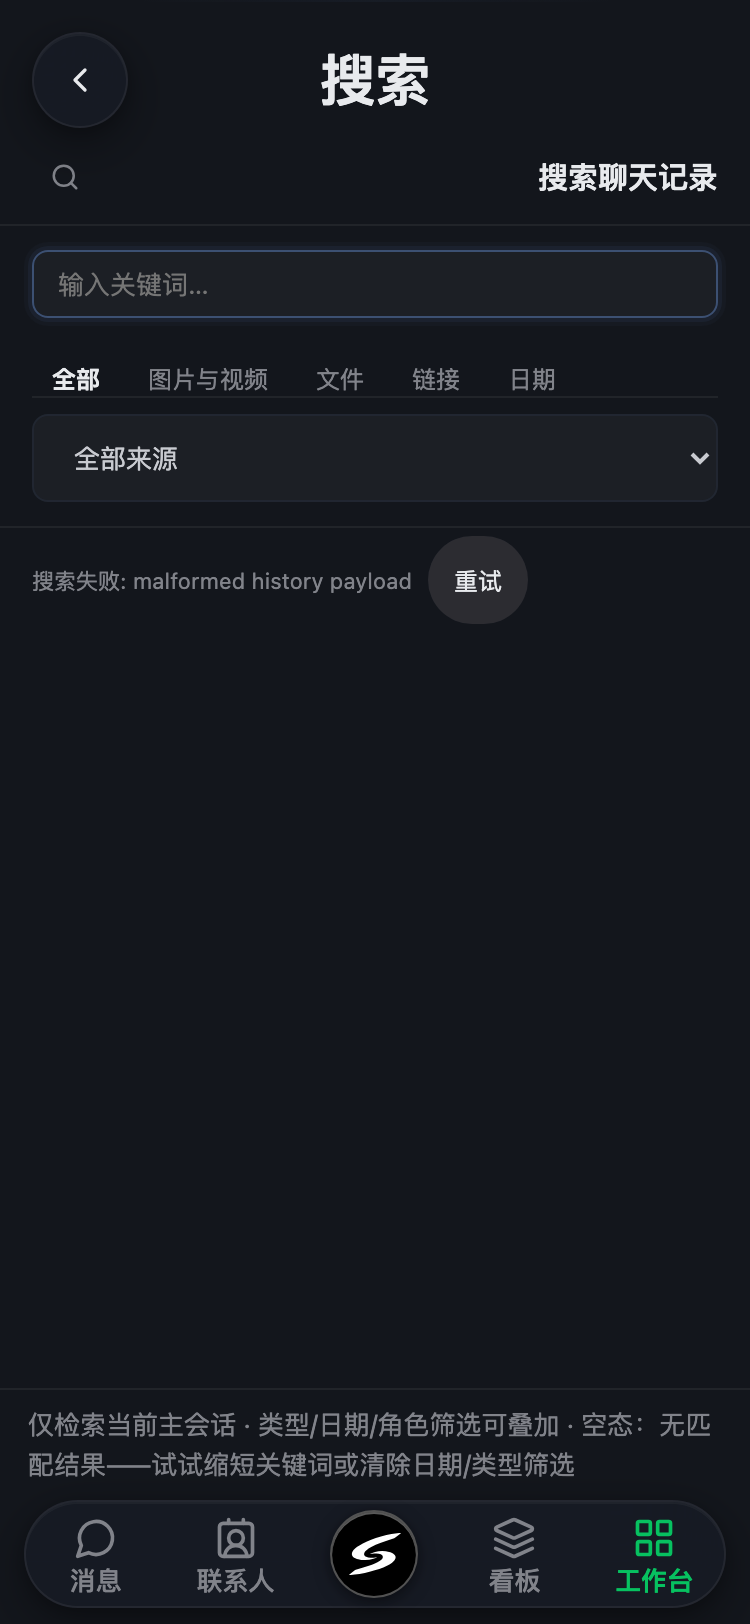 搜索
搜索聊天记录
输入关键词...
全部 图片与视频 文件 链接 日期
全部来源
搜索失败: malformed history payload 重试
仅检索当前主会话 · 类型/日期/角色筛选可叠加 · 空态：无匹
配结果——试试缩短关键词或清除日期/类型筛选
消息 联系人 看板 工作台